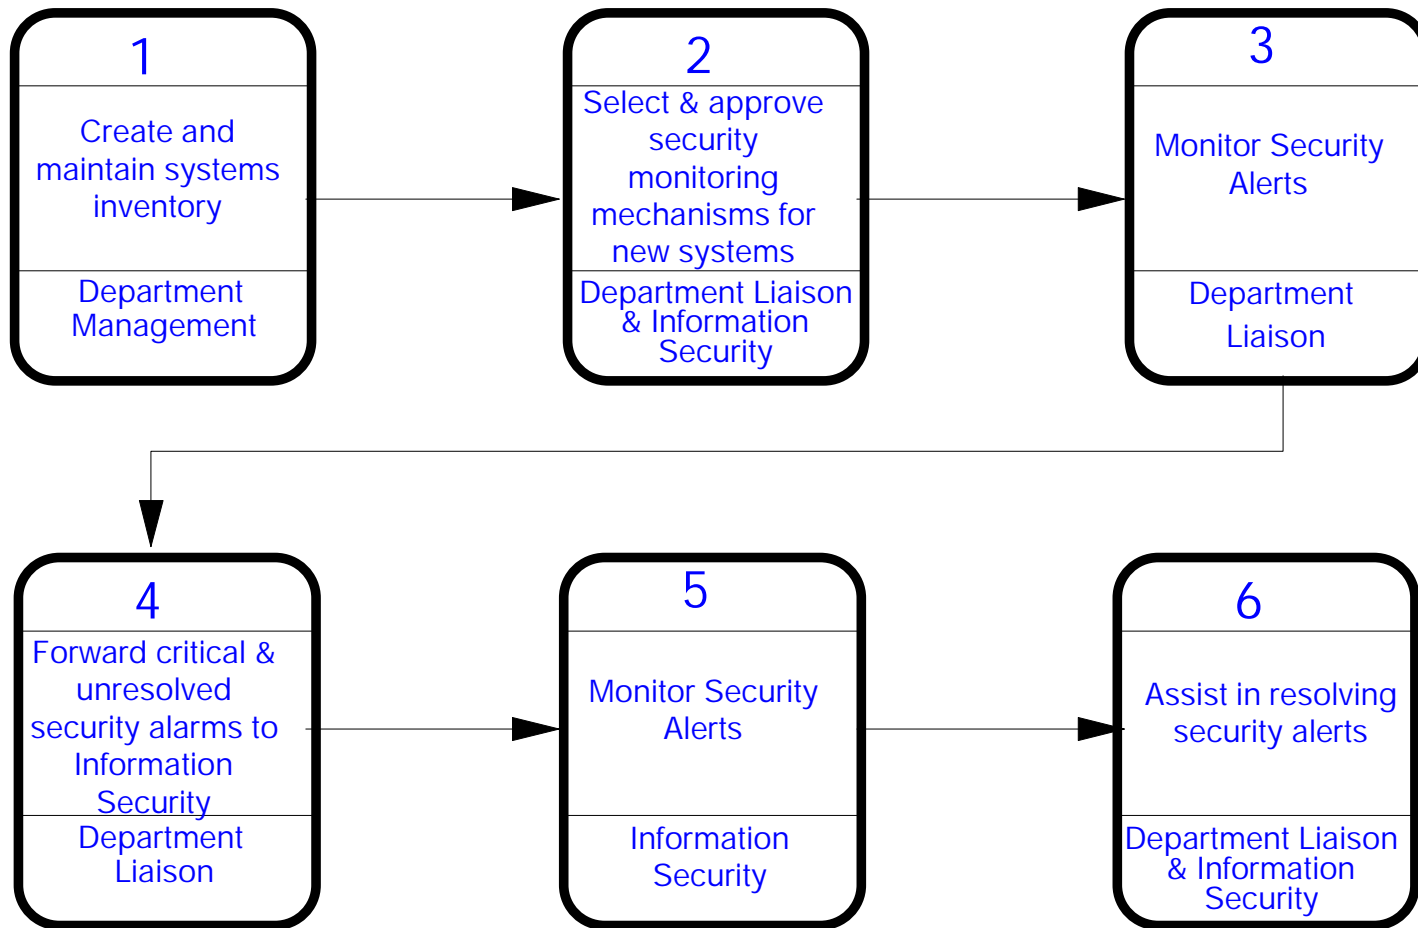 1
Create and
maintain systems
inventory
Department
Management
2
Select & approve
security
monitoring
mechanisms for
new systems
Department Liaison
& Information
Security
3
Monitor Security
Alerts
Department
Liaison
4
Forward critical &
unresolved
security alarms to
Information
Security
Department
Liaison
5
Monitor Security
Alerts
Information
Security
6
Assist in resolving
security alerts
Department Liaison
& Information
Security